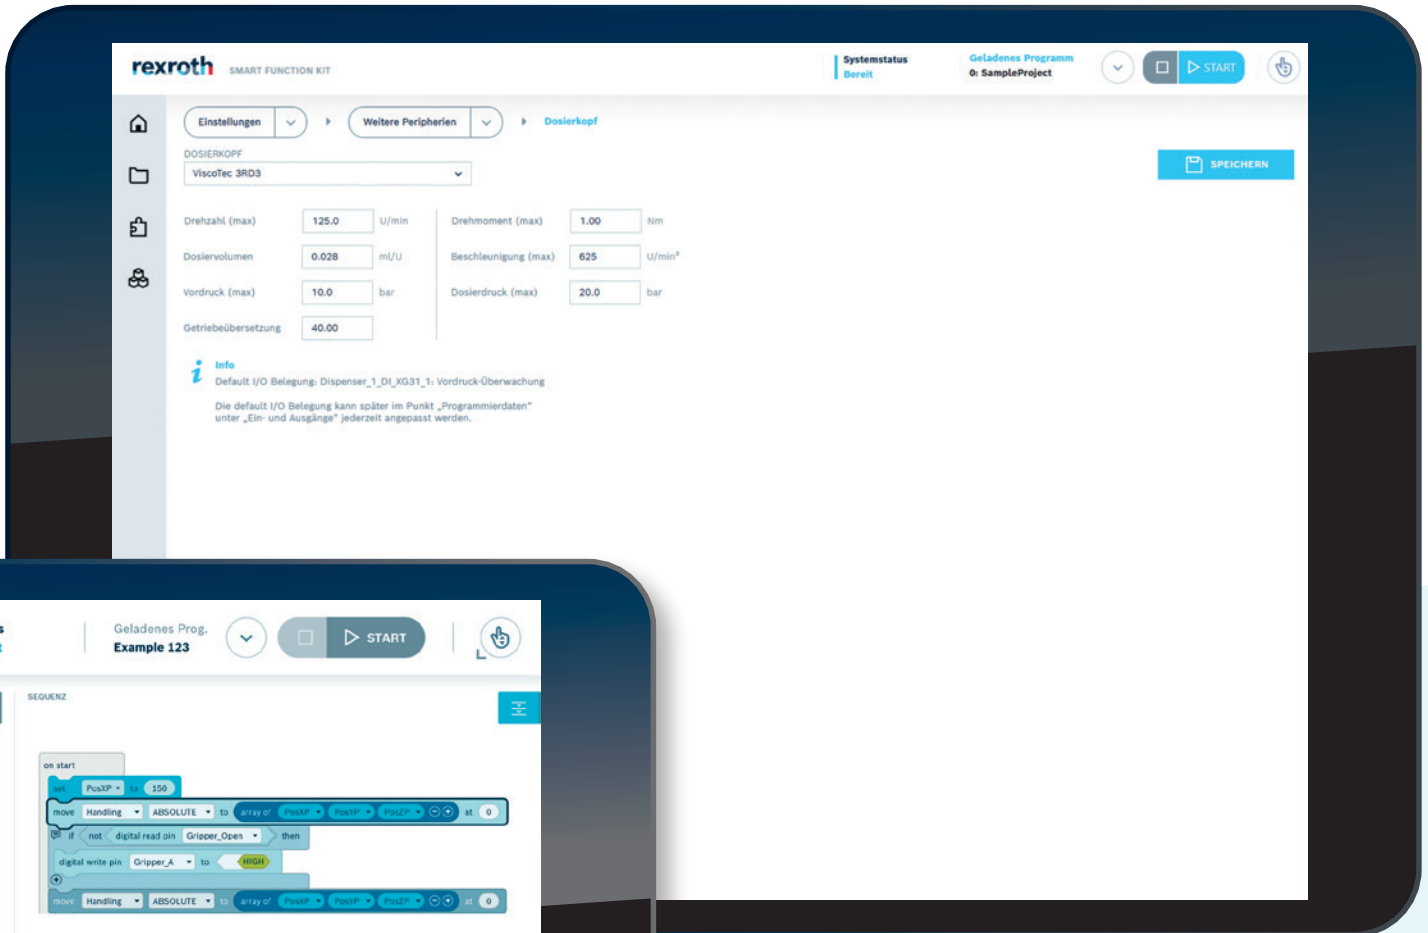 rexroth SMART FUNCTION KIT
Systemstatus
Bereit
Geladenes Programm
0: SampleProject
START
Einstellungen
Weitere Peripherien
Dosierkopf
DOSIERKOPF
ViscoTec 3RD3
SPEICHERN
Drehzahl (max) 125.0 U/min
Drehmoment (max) 1.00 Nm
Dosiervolumen 0.028 ml/U
Beschleunigung (max) 625 U/min²
Vordruck (max) 10.0 bar
Dosierdruck (max) 20.0 bar
Getriebeübersetzung 40.00
Info
Default I/O Belegung: Dispenser_1_DI_XG31_1: Vordruck-Überwachung
Die default I/O Belegung kann später im Punkt „Programmierdaten"
unter „Ein- und Ausgänge" jederzeit angepasst werden.
s
t
Geladenes Prog.
Example 123
START
SEQUENZ
on start
set PosXP to 150
move Handling ABSOLUTE to array of PosXP PosYP PosZP at 0
if not digital read pin Gripper_Open then
digital write pin Gripper_A to HIGH
move Handling ABSOLUTE to array of PosXP PosYP PosZP at 0